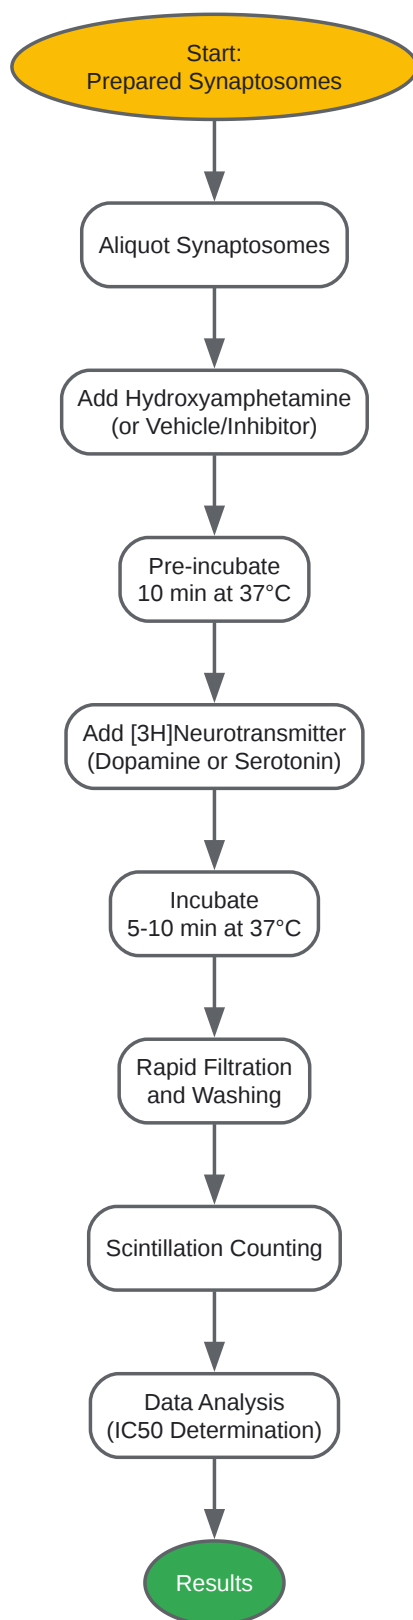 Start:
Prepared Synaptosomes
Aliquot Synaptosomes
Add Hydroxyamphetamine
(or Vehicle/Inhibitor)
Pre-incubate
10 min at 37°C
Add [3H]Neurotransmitter
(Dopamine or Serotonin)
Incubate
5-10 min at 37°C
Rapid Filtration
and Washing
Scintillation Counting
Data Analysis
(IC50 Determination)
Results